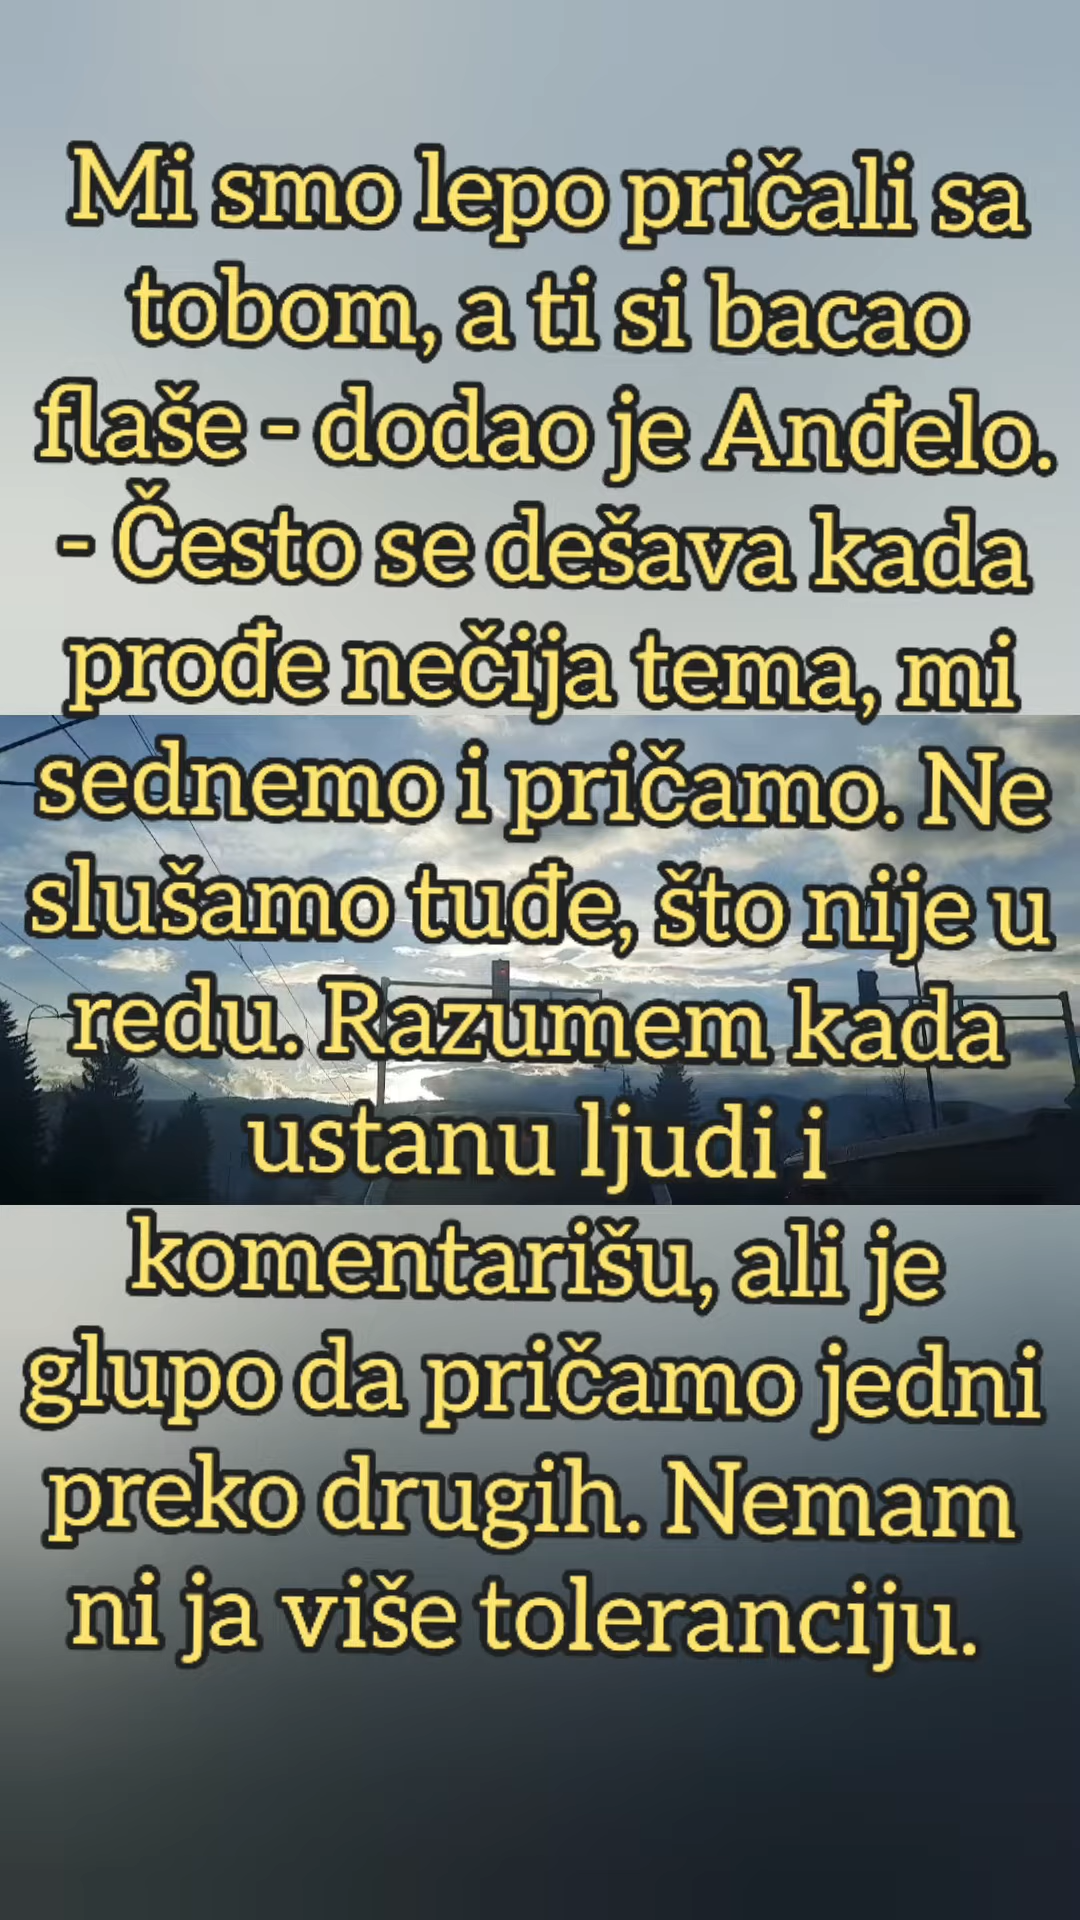 Mi smo lepo pričali sa
tobom, a ti si bacao
flaše - dodao je Anđelo.
- Često se dešava kada
prođe nečija tema, mi
sednemo i pričamo. Ne
slušamo tuđe, što nije u
redu. Razumem kada
ustanu ljudi i
komentarišu, ali je
glupo da pričamo jedni
preko drugih. Nemam
ni ja više toleranciju.